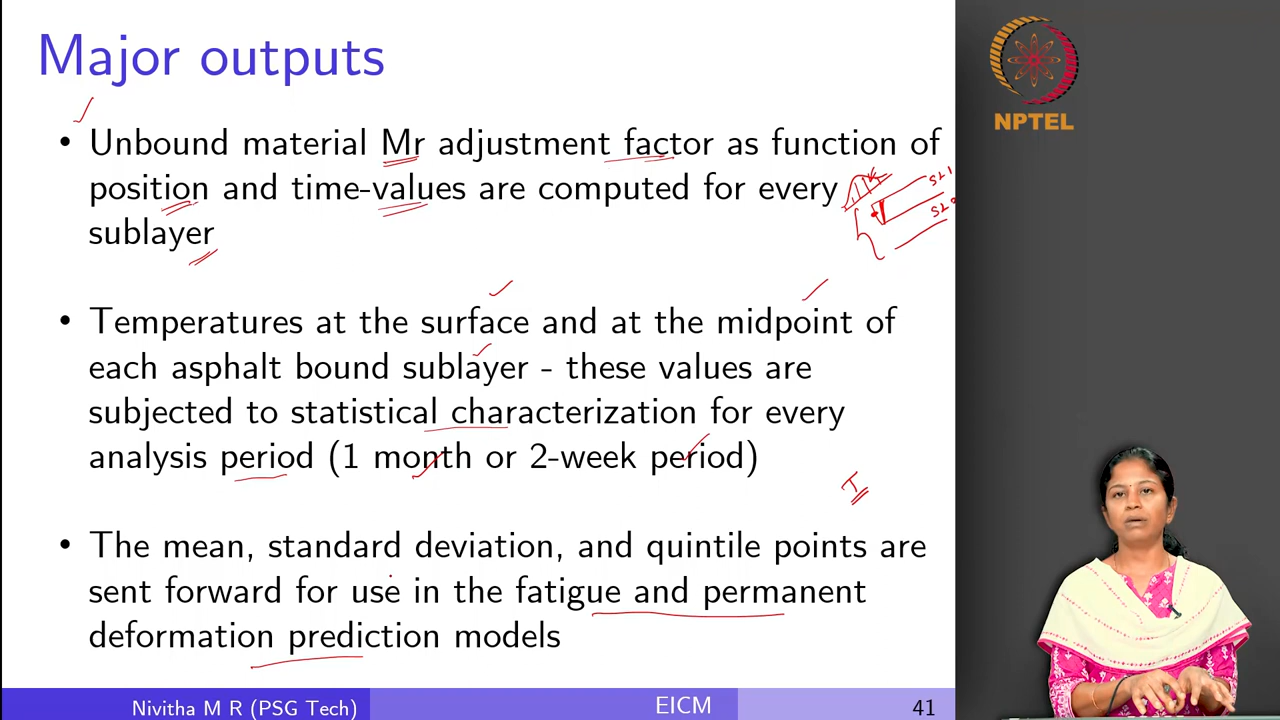 Major outputs
• Unbound material Mr adjustment factor as function of
position and time-values are computed for every
sublayer
SL1
• Temperatures at the surface and at the midpoint of
each asphalt bound sublayer - these values are
subjected to statistical characterization for every
analysis period (1 month or 2-week period)
• The mean, standard deviation, and quintile points are
sent forward for use in the fatigue and permanent
deformation prediction models
Nivitha M R (PSG Tech)
EICM
41
NPTEL